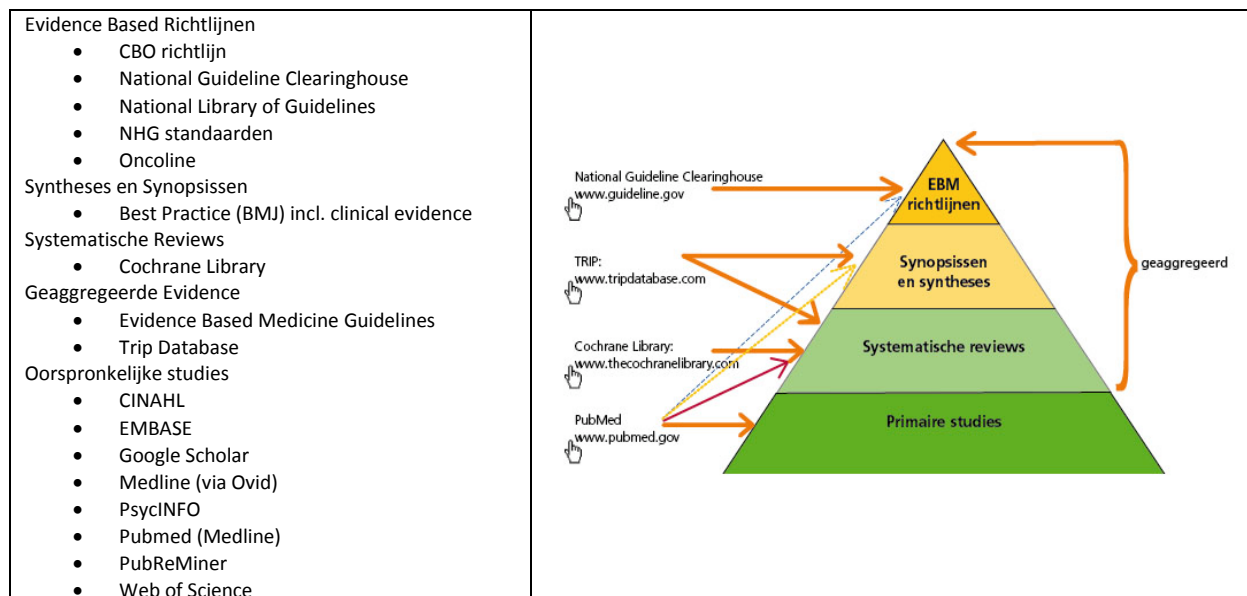 Evidence Based Richtlijnen
• CBO richtlijn
• National Guideline Clearinghouse
• National Library of Guidelines
• NHG standaarden
• Oncoline
Syntheses en Synopsissen
• Best Practice (BMJ) incl. clinical evidence
Systematische Reviews
• Cochrane Library
Geaggregeerde Evidence
• Evidence Based Medicine Guidelines
• Trip Database
Oorspronkelijke studies
• CINAHL
• EMBASE
• Google Scholar
• Medline (via Ovid)
• PsycINFO
• Pubmed (Medline)
• PubReMiner
• Web of Science
National Guideline Clearinghouse
www.guideline.gov
TRIP:
www.tripdatabase.com
Cochrane Library:
www.thecochranelibrary.com
PubMed
www.pubmed.gov
EBM
richtlijnen
Synopsissen
en syntheses
Systematische reviews
Primaire studies
geaggregeerd